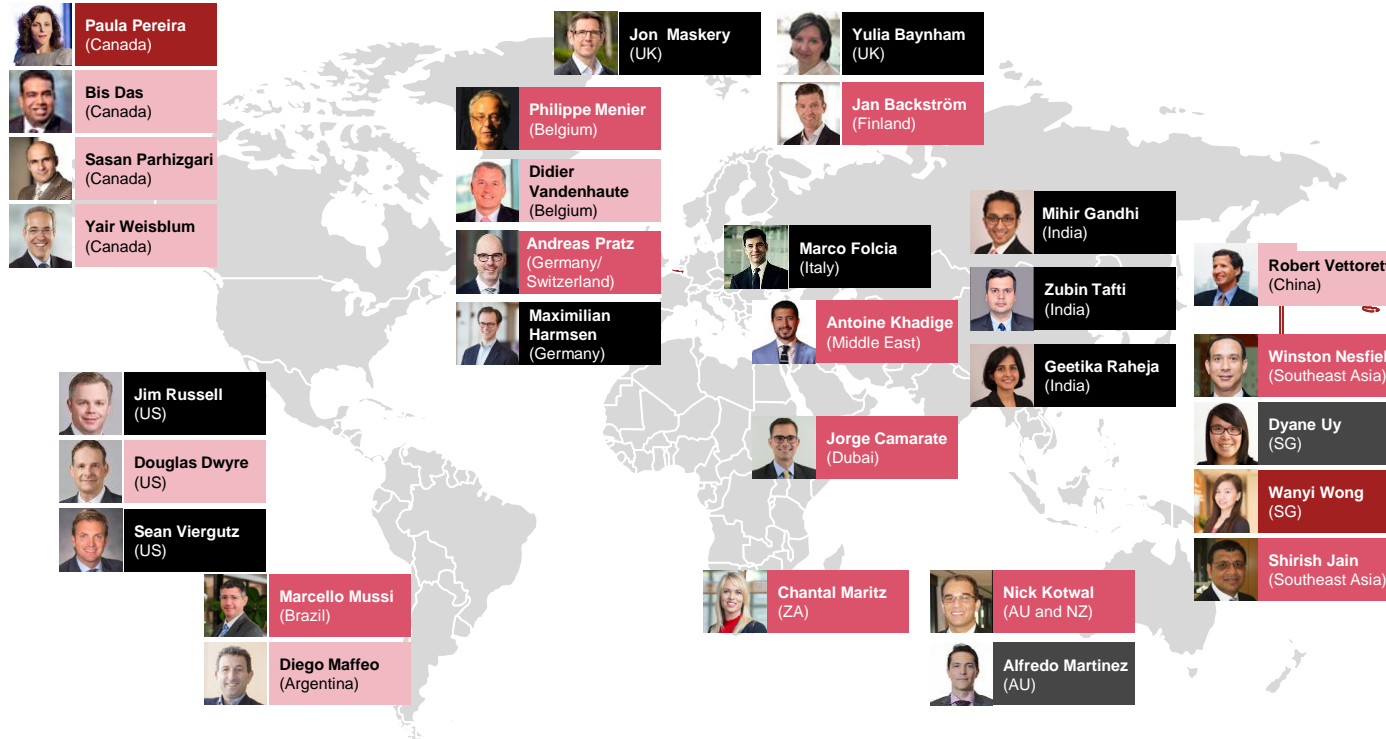 Paula Pereira
(Canada)
Bis Das
(Canada)
Sasan Parhizgari
(Canada)
Yair Weisblum
(Canada)
Jon Maskery
(UK)
Yulia Baynham
(UK)
Philippe Menier
(Belgium)
Jan Backström
(Finland)
Didier
Vandenhaute
(Belgium)
Andreas Pratz
(Germany/
Switzerland)
Maximilian
Harmsen
(Germany)
Marco Folcia
(Italy)
Antoine Khadige
(Middle East)
Jorge Camarate
(Dubai)
Mihir Gandhi
(India)
Zubin Tafti
(India)
Geetika Raheja
(India)
Robert Vettoret
(China)
Winston Nesfiel
(Southeast Asia)
Dyane Uy
(SG)
Wanyi Wong
(SG)
Shirish Jain
(Southeast Asia)
Jim Russell
(US)
Douglas Dwyre
(US)
Sean Viergutz
(US)
Marcello Mussi
(Brazil)
Diego Maffeo
(Argentina)
Chantal Maritz
(ZA)
Nick Kotwal
(AU and NZ)
Alfredo Martinez
(AU)